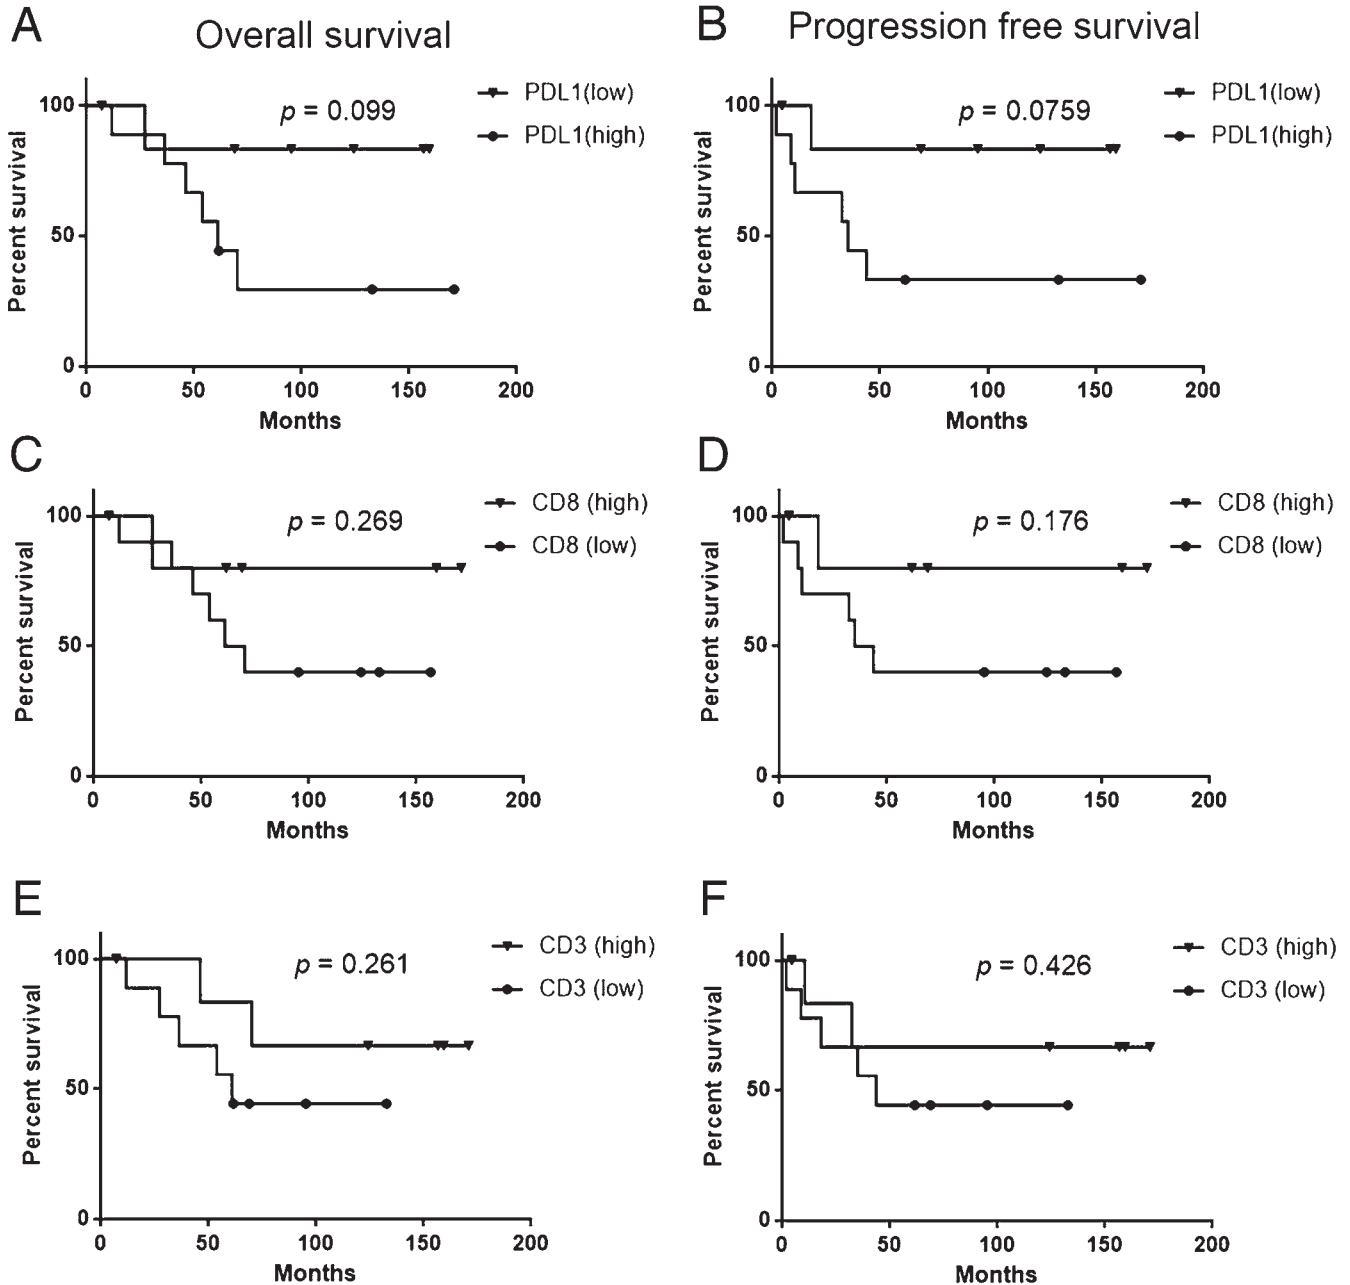 A
Overall survival
PDL1(low)
PDL1(high)
p = 0.099
Percent survival
100
50
0
0 50 100 150 200
Months
B
Progression free survival
PDL1(low)
PDL1(high)
p = 0.0759
Percent survival
100
50
0
0 50 100 150 200
Months
C
CD8 (high)
CD8 (low)
p = 0.269
Percent survival
100
50
0
0 50 100 150 200
Months
D
CD8 (high)
CD8 (low)
p = 0.176
Percent survival
100
50
0
0 50 100 150 200
Months
E
CD3 (high)
CD3 (low)
p = 0.261
Percent survival
100
50
0
0 50 100 150 200
Months
F
CD3 (high)
CD3 (low)
p = 0.426
Percent survival
100
50
0
0 50 100 150 200
Months